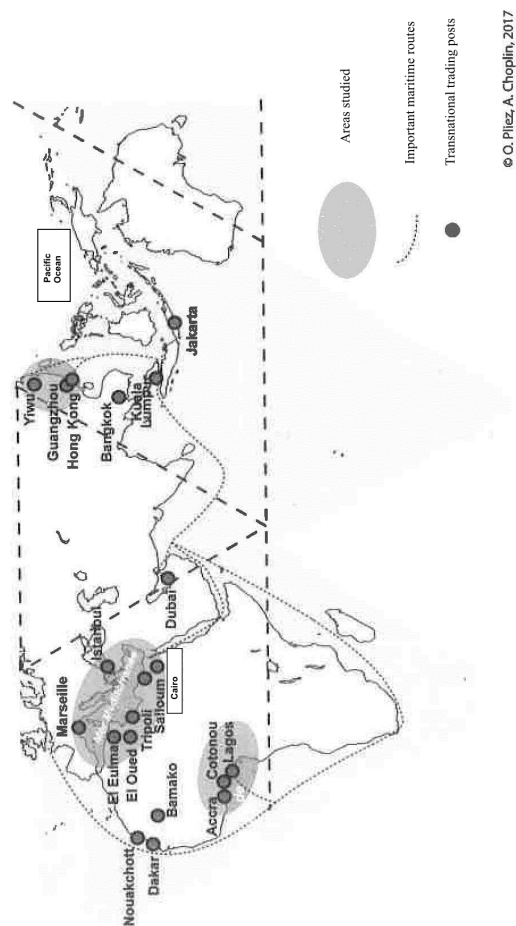 Pacific
Ocean
Yiwu
Guangzhou
Hong Kong
Bangkok
Kuala
Lumpur
Jakarta
Istanbul
Dubai
Marseille
Cairo
Salloum
Tripoli
El Oued
El Eulma
Bamako
Nouakchott
Dakar
Accra
Cotonou
Lagos
Areas studied
Important maritime routes
Transnational trading posts
© O. Pliez, A. Choplin, 2017